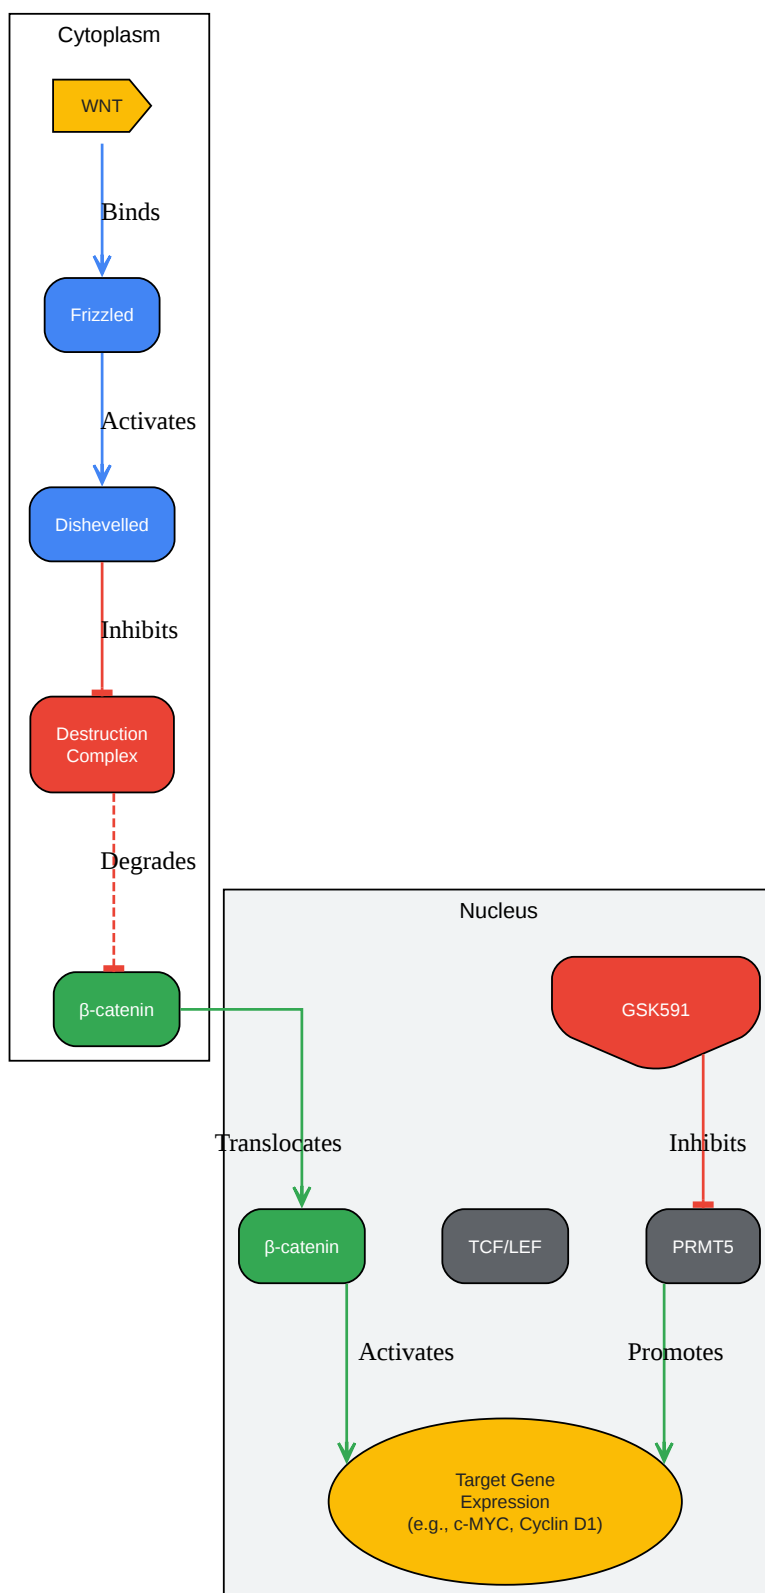 Cytoplasm
WNT
Binds
Frizzled
Activates
Dishevelled
Inhibits
Destruction
Complex
Degrades
β-catenin
Nucleus
GSK591
Translocates
Inhibits
β-catenin
TCF/LEF
PRMT5
Activates
Promotes
Target Gene
Expression
(e.g., c-MYC, Cyclin D1)